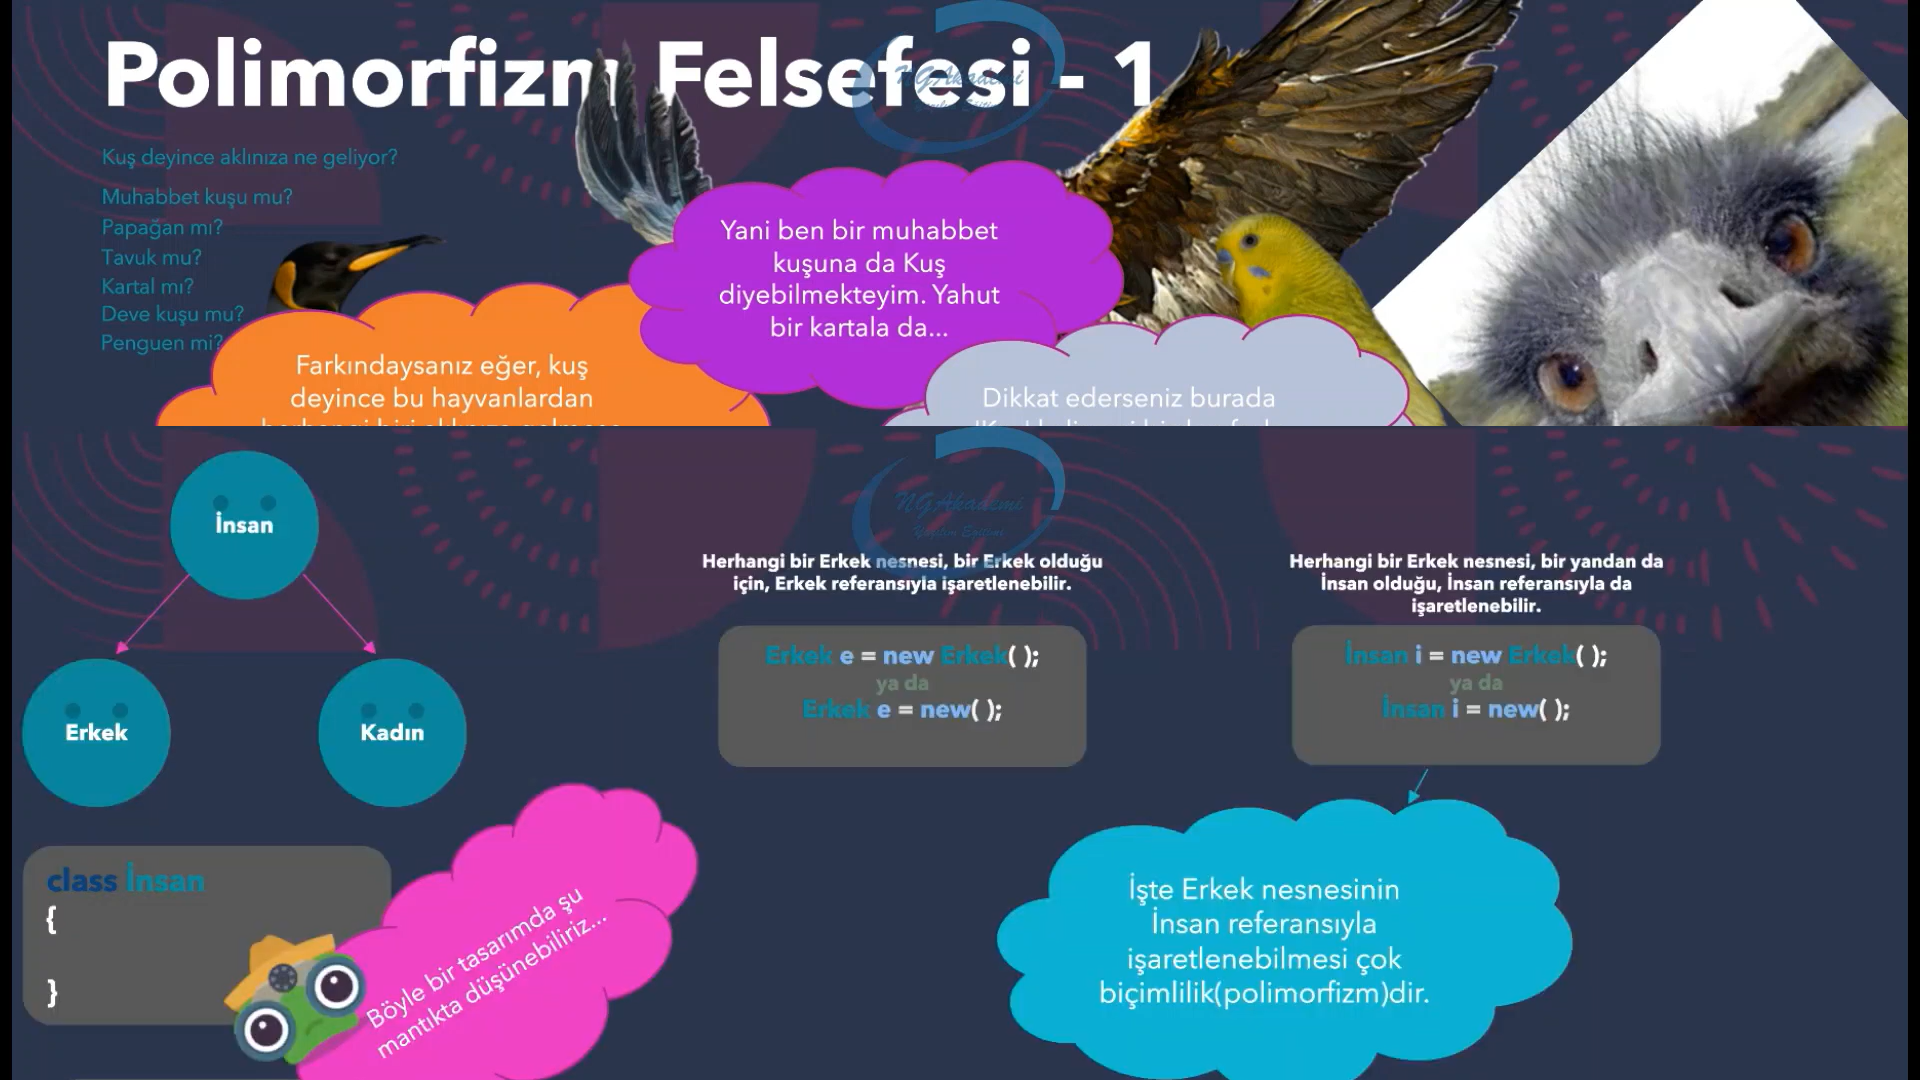 Polimorfizm Felsefesi - 1
NGAkademi
Kuş deyince aklınıza ne geliyor?
Muhabbet kuşu mu?
Papağan mı?
Tavuk mu?
Kartal mı?
Deve kuşu mu?
Penguen mi?
Farkındaysanız eğer, kuş
deyince bu hayvanlardan
Yani ben bir muhabbet
kuşuna da Kuş
diyebilmekteyim. Yahut
bir kartala da...
Dikkat ederseniz burada
NGAkademi
Yazılım Eğitimi
İnsan
Erkek
Kadın
class İnsan
{
}
Böyle bir tasarımda şu
mantıkta düşünebiliriz...
Herhangi bir Erkek nesnesi, bir Erkek olduğu
için, Erkek referansıyla işaretlenebilir.
Erkek e = new Erkek( );
ya da
Erkek e = new( );
Herhangi bir Erkek nesnesi, bir yandan da
İnsan olduğu, İnsan referansıyla da
işaretlenebilir.
İnsan i = new Erkek( );
ya da
İnsan i = new( );
İşte Erkek nesnesinin
İnsan referansıyla
işaretlenebilmesi çok
biçimlilik(polimorfizm)dir.